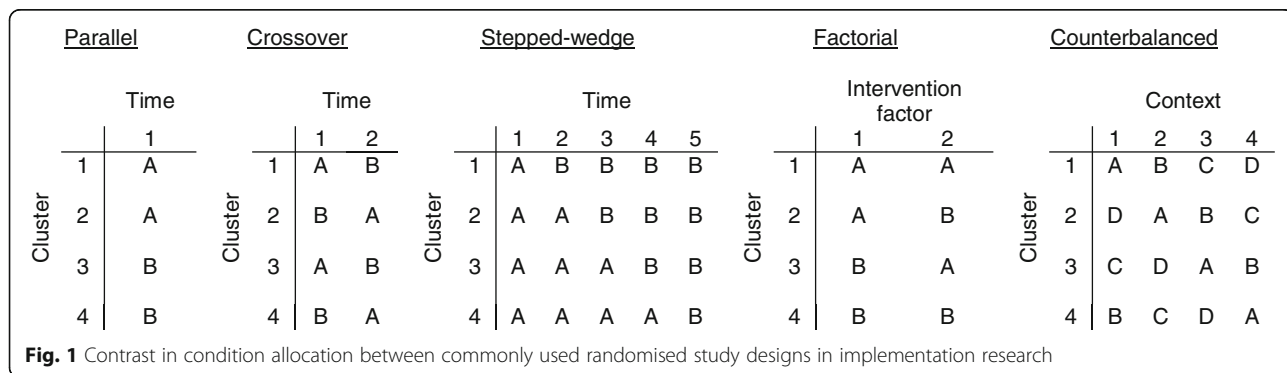 Parallel Crossover Stepped-wedge Factorial Counterbalanced
Time Time Time Intervention factor Context
1 1 2 1 2 3 4 5 1 2 1 2 3 4
1 A 1 A B 1 A B B B B 1 A A 1 A B C D
2 A 2 B A 2 A A B B B 2 A B 2 D A B C
3 B 3 A B 3 A A A B B 3 B A 3 C D A B
4 B 4 B A 4 A A A A B 4 B B 4 B C D A
Cluster Cluster Cluster Cluster Cluster
Fig. 1 Contrast in condition allocation between commonly used randomised study designs in implementation research